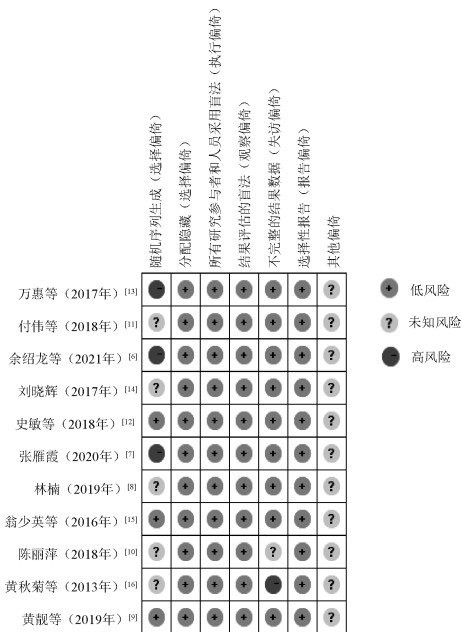 随机序列生成（选择偏倚）
分配隐藏（选择偏倚）
所有研究参与者和人员采用盲法（执行偏倚）
结果评估的盲法（观察偏倚）
不完整的结果数据（失访偏倚）
选择性报告（报告偏倚）
其他偏倚
万惠等（2017年）[13] - + + + + + ?
付伟等（2018年）[11] ? + + + + + ?
余绍龙等（2021年）[6] - + + + + + ?
刘晓辉（2017年）[14] ? + + + + + ?
史敏等（2018年）[12] + + + + + + ?
张雁霞（2020年）[7] - + + + + + ?
林楠（2019年）[8] ? + + + + + ?
翁少英等（2016年）[15] + + + + + + ?
陈丽萍（2018年）[10] ? + + + ? + ?
黄秋菊等（2013年）[16] ? + + + - + ?
黄靓等（2019年）[9] + + + + + + ?
+ 低风险
? 未知风险
- 高风险